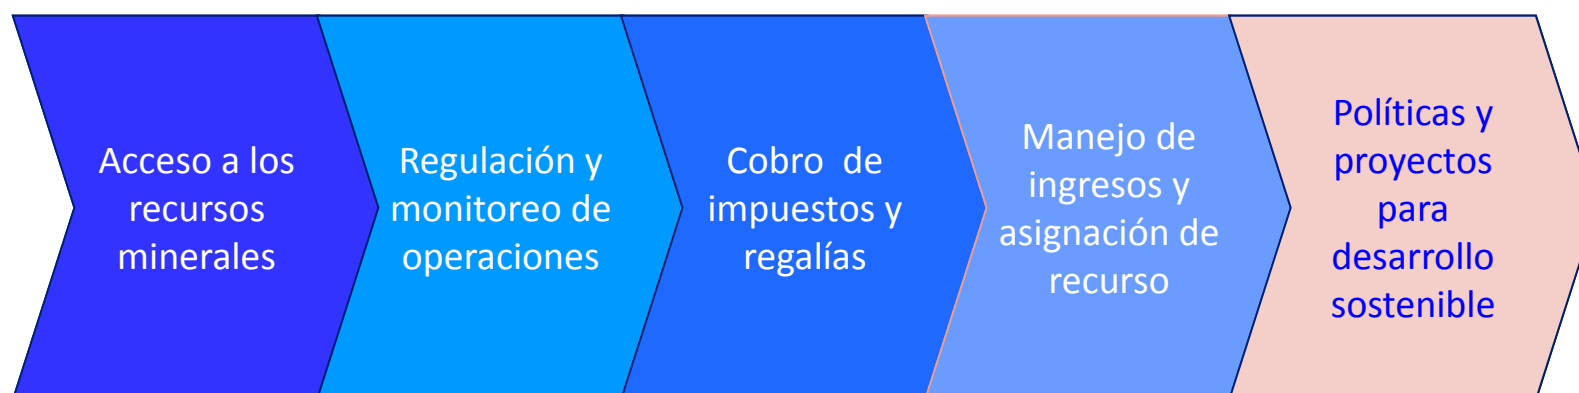 Acceso a los
recursos
minerales
Regulación y
monitoreo de
operaciones
Cobro  de
impuestos y
regalías
Manejo de
ingresos y
asignación de
recurso
Políticas y
proyectos
para
desarrollo
sostenible